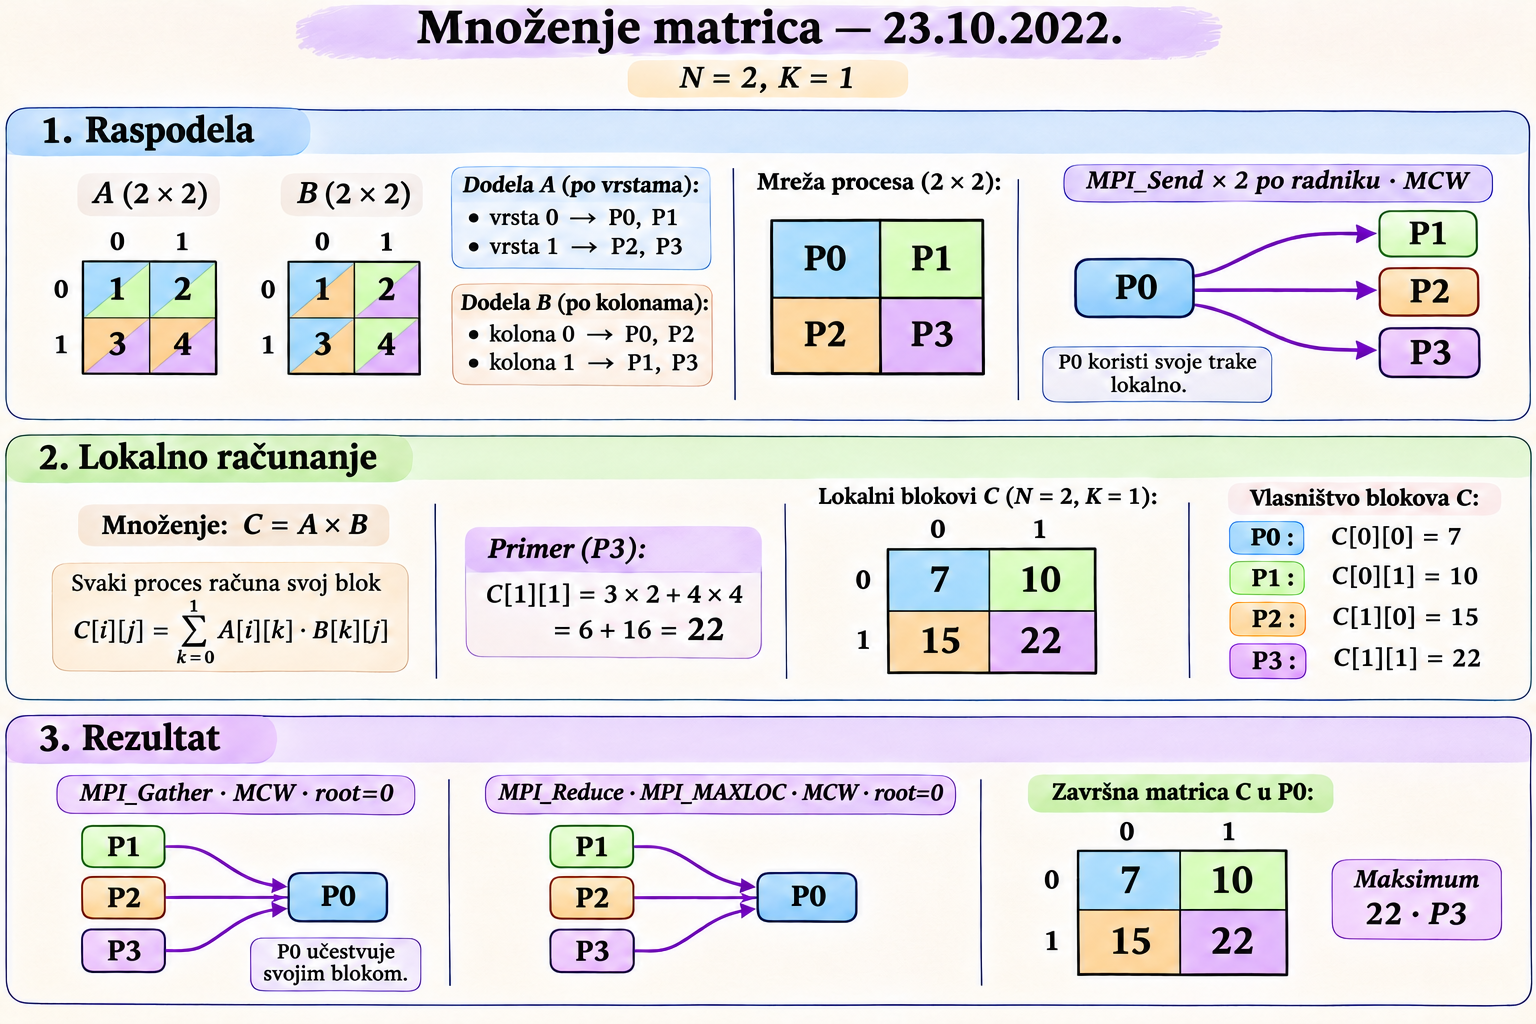 Množenje matrica — 23.10.2022.
N = 2, K = 1
1. Raspodela
A (2 × 2)
0 1
0 1 2
1 3 4
B (2 × 2)
0 1
0 1 2
1 3 4
Dodela A (po vrstama):
• vrsta 0 → P0, P1
• vrsta 1 → P2, P3
Dodela B (po kolonama):
• kolona 0 → P0, P2
• kolona 1 → P1, P3
Mreža procesa (2 × 2):
P0 P1
P2 P3
MPI_Send × 2 po radniku · MCW
P0
P1
P2
P3
P0 koristi svoje trake
lokalno.
2. Lokalno računanje
Množenje: C = A × B
Svaki proces računa svoj blok
C[i][j] = ∑_{k=0}^{1} A[i][k] · B[k][j]
Primer (P3):
C[1][1] = 3 × 2 + 4 × 4
= 6 + 16 = 22
Lokalni blokovi C (N = 2, K = 1):
0 1
0 7 10
1 15 22
Vlasništvo blokova C:
P0 : C[0][0] = 7
P1 : C[0][1] = 10
P2 : C[1][0] = 15
P3 : C[1][1] = 22
3. Rezultat
MPI_Gather · MCW · root=0
P1
P2
P3
P0
P0 učestvuje
svojim blokom.
MPI_Reduce · MPI_MAXLOC · MCW · root=0
P1
P2
P3
P0
Završna matrica C u P0:
0 1
0 7 10
1 15 22
Maksimum
22 · P3